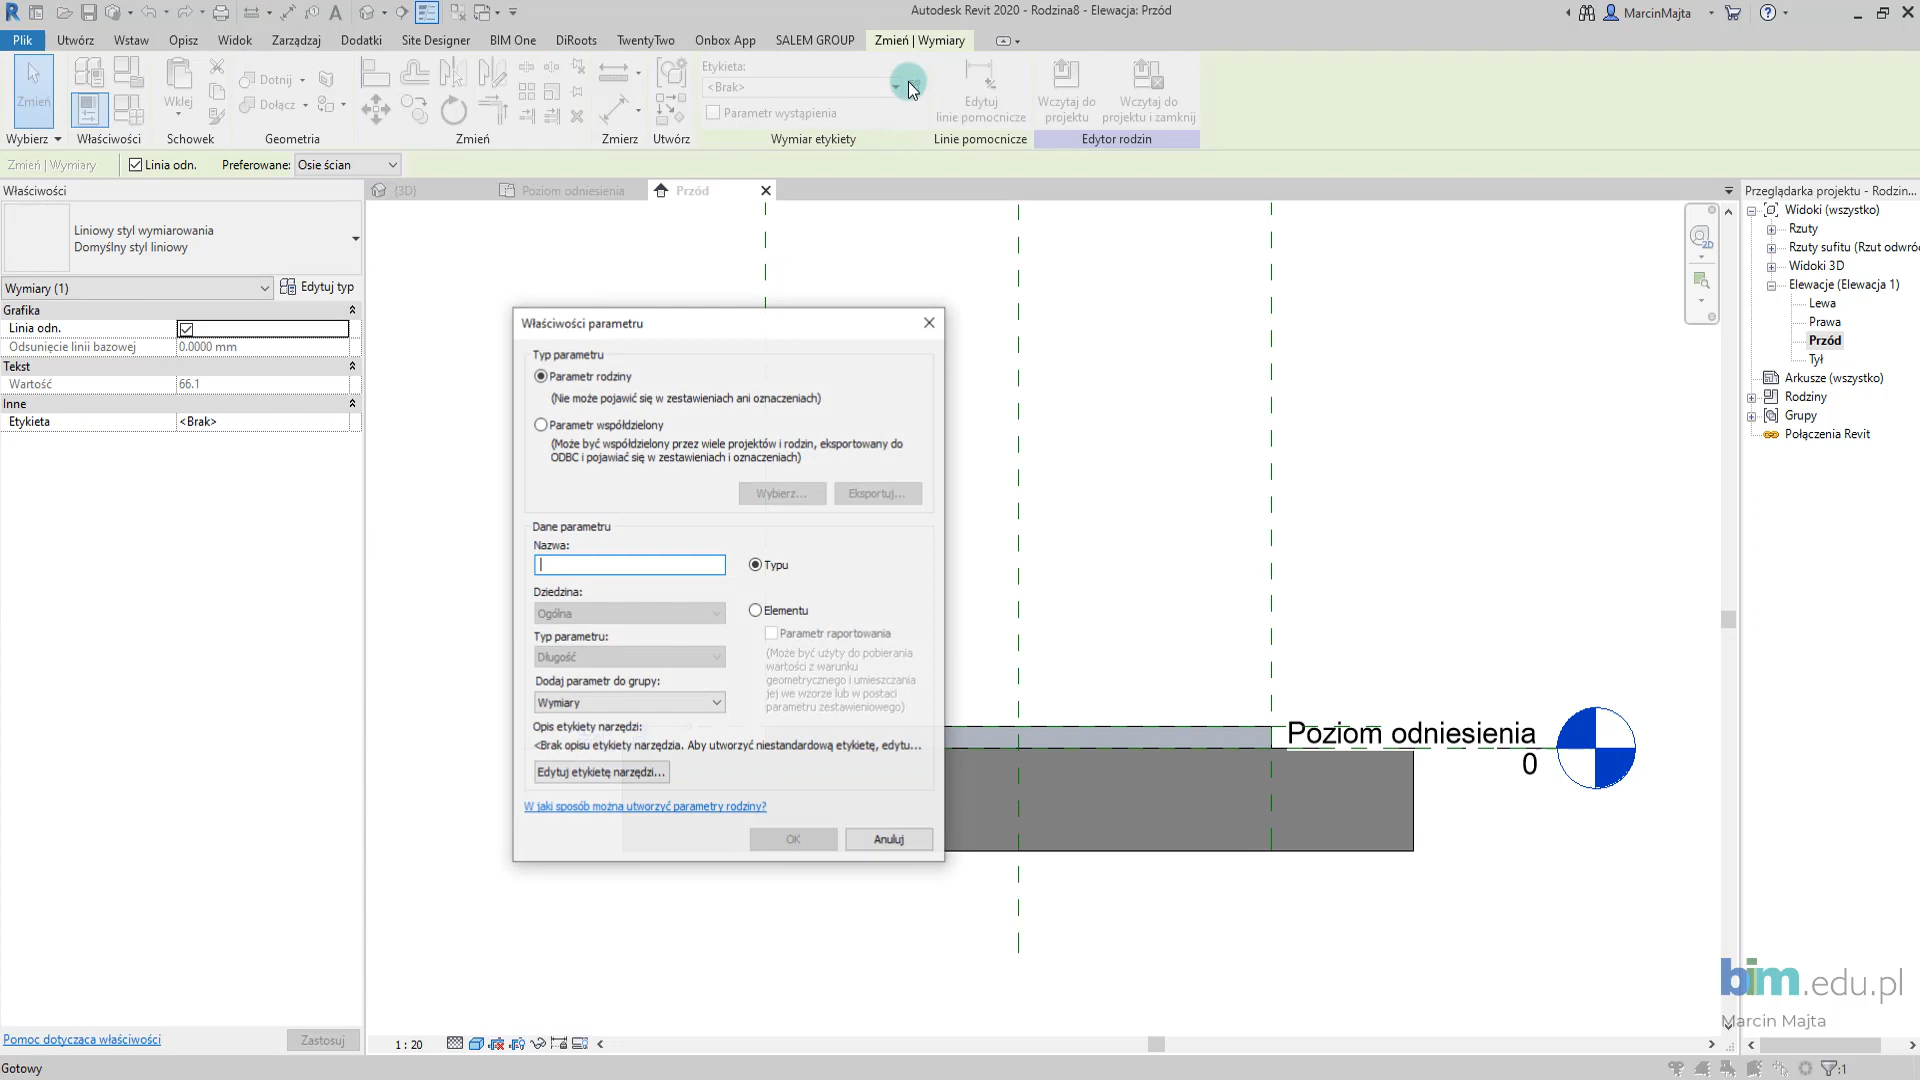 Autodesk Revit 2020 - Rodzina8 - Elewacja: Przód
MarcinMajta
Plik
Utwórz
Wstaw
Opisz
Widok
Zarządzaj
Dodatki
Site Designer
BIM One
DiRoots
TwentyTwo
Onbox App
SALEM GROUP
Zmień | Wymiary
Zmień
Wklej
Dotnij
Dołącz
Etykieta:
<Brak>
Parametr wystąpienia
Edytuj
linie pomocnicze
Wczytaj do
projektu
Wczytaj do
projektu i zamknij
Wybierz
Właściwości
Schowek
Geometria
Zmień
Zmierz
Utwórz
Wymiar etykiety
Linie pomocnicze
Edytor rodzin
Zmień | Wymiary
Linia odn.
Preferowane:
Osie ścian
Właściwości
(3D)
Poziom odniesienia
Przód
Liniowy styl wymiarowania
Domyślny styl liniowy
Wymiary (1)
Edytuj typ
Grafika
Linia odn.
Odsunięcie linii bazowej
0.0000 mm
Tekst
Wartość
66.1
Inne
Etykieta
<Brak>
Pomoc dotycząca właściwości
Zastosuj
Właściwości parametru
Typ parametru
Parametr rodziny
(Nie może pojawić się w zestawieniach ani oznaczeniach)
Parametr współdzielony
(Może być współdzielony przez wiele projektów i rodzin, eksportowany do
ODBC i pojawiać się w zestawieniach i oznaczeniach)
Wybierz...
Eksportuj...
Dane parametru
Nazwa:
Typu
Dziedzina:
Ogólna
Elementu
Typ parametru:
Parametr raportowania
Długość
(Może być użyty do pobierania
wartości z warunku
geometrycznego i umieszczania
jej we wzorze lub w postaci
parametru zestawieniowego)
Dodaj parametr do grupy:
Wymiary
Opis etykiety narzędzi:
<Brak opisu etykiety narzędzia. Aby utworzyć niestandardową etykietę, edytu...
Edytuj etykietę narzędzi...
W jaki sposób można utworzyć parametry rodziny?
OK
Anuluj
Poziom odniesienia
0
2D
Przeglądarka projektu - Rodzin...
Widoki (wszystko)
Rzuty
Rzuty sufitu (Rzut odwróc
Widoki 3D
Elewacje (Elewacja 1)
Lewa
Prawa
Przód
Tył
Arkusze (wszystko)
Rodziny
Grupy
Połączenia Revit
bim.edu.pl
Marcin Majta
1 : 20
Gotowy
:1